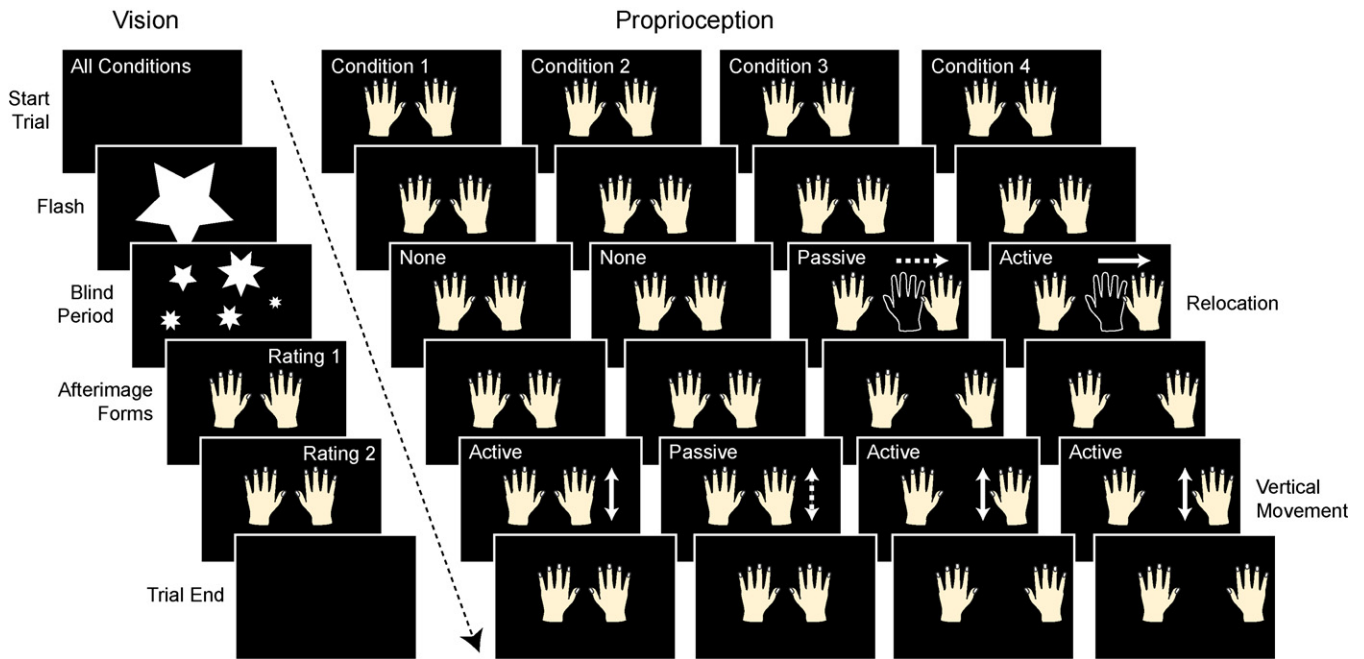 Vision
Proprioception
All Conditions
Condition 1
Condition 2
Condition 3
Condition 4
Start
Trial
Flash
Blind
Period
None
None
Passive
Active
Relocation
Afterimage
Forms
Rating 1
Rating 2
Active
Passive
Active
Active
Vertical
Movement
Trial End